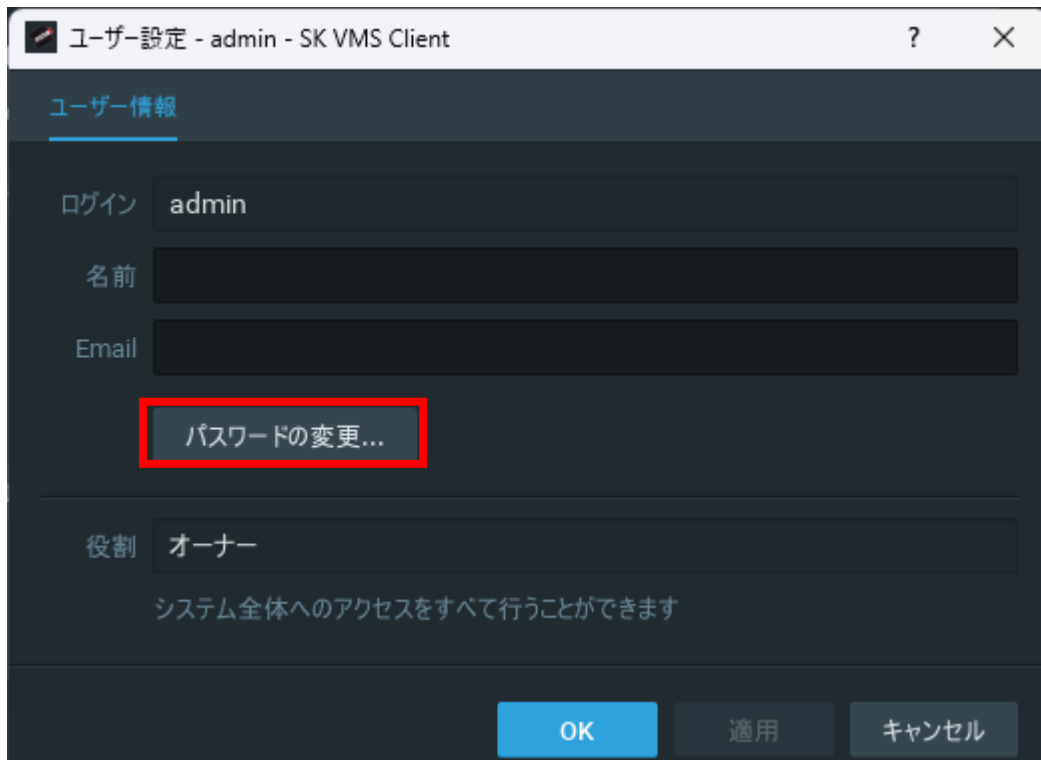 ユーザー設定 - admin - SK VMS Client ?
ユーザー情報
ログイン admin
名前
Email
パスワードの変更...
役割 オーナー
システム全体へのアクセスをすべて行うことができます
OK 適用 キャンセル